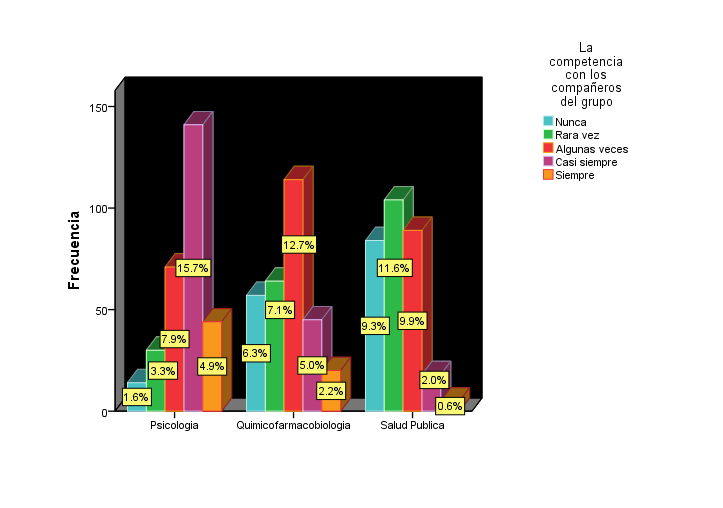 La
competencia
con los
compañeros
del grupo
Nunca
Rara vez
Algunas veces
Casi siempre
Siempre
Frecuencia
150
100
50
0
1.6%
3.3%
7.9%
15.7%
4.9%
6.3%
7.1%
12.7%
5.0%
2.2%
9.3%
11.6%
9.9%
2.0%
0.6%
Psicologia
Quimicofarmacobiologia
Salud Publica